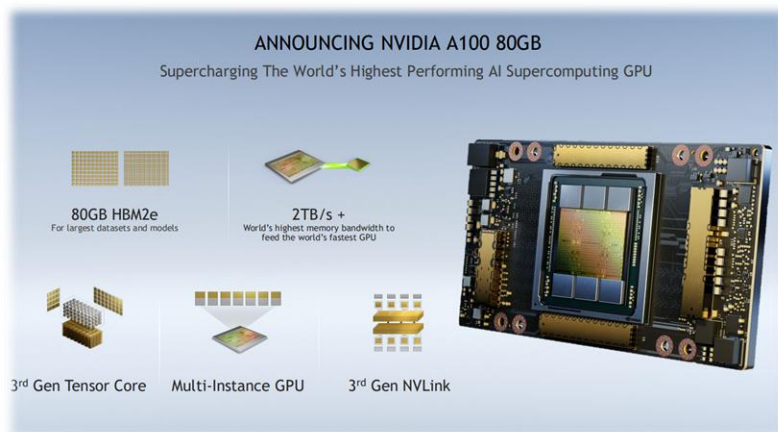 ANNOUNCING NVIDIA A100 80GB
Supercharging The World's Highest Performing AI Supercomputing GPU
80GB HBM2e
For largest datasets and models
2TB/s +
World's highest memory bandwidth to
feed the world's fastest GPU
3rd Gen Tensor Core
Multi-Instance GPU
3rd Gen NVLink